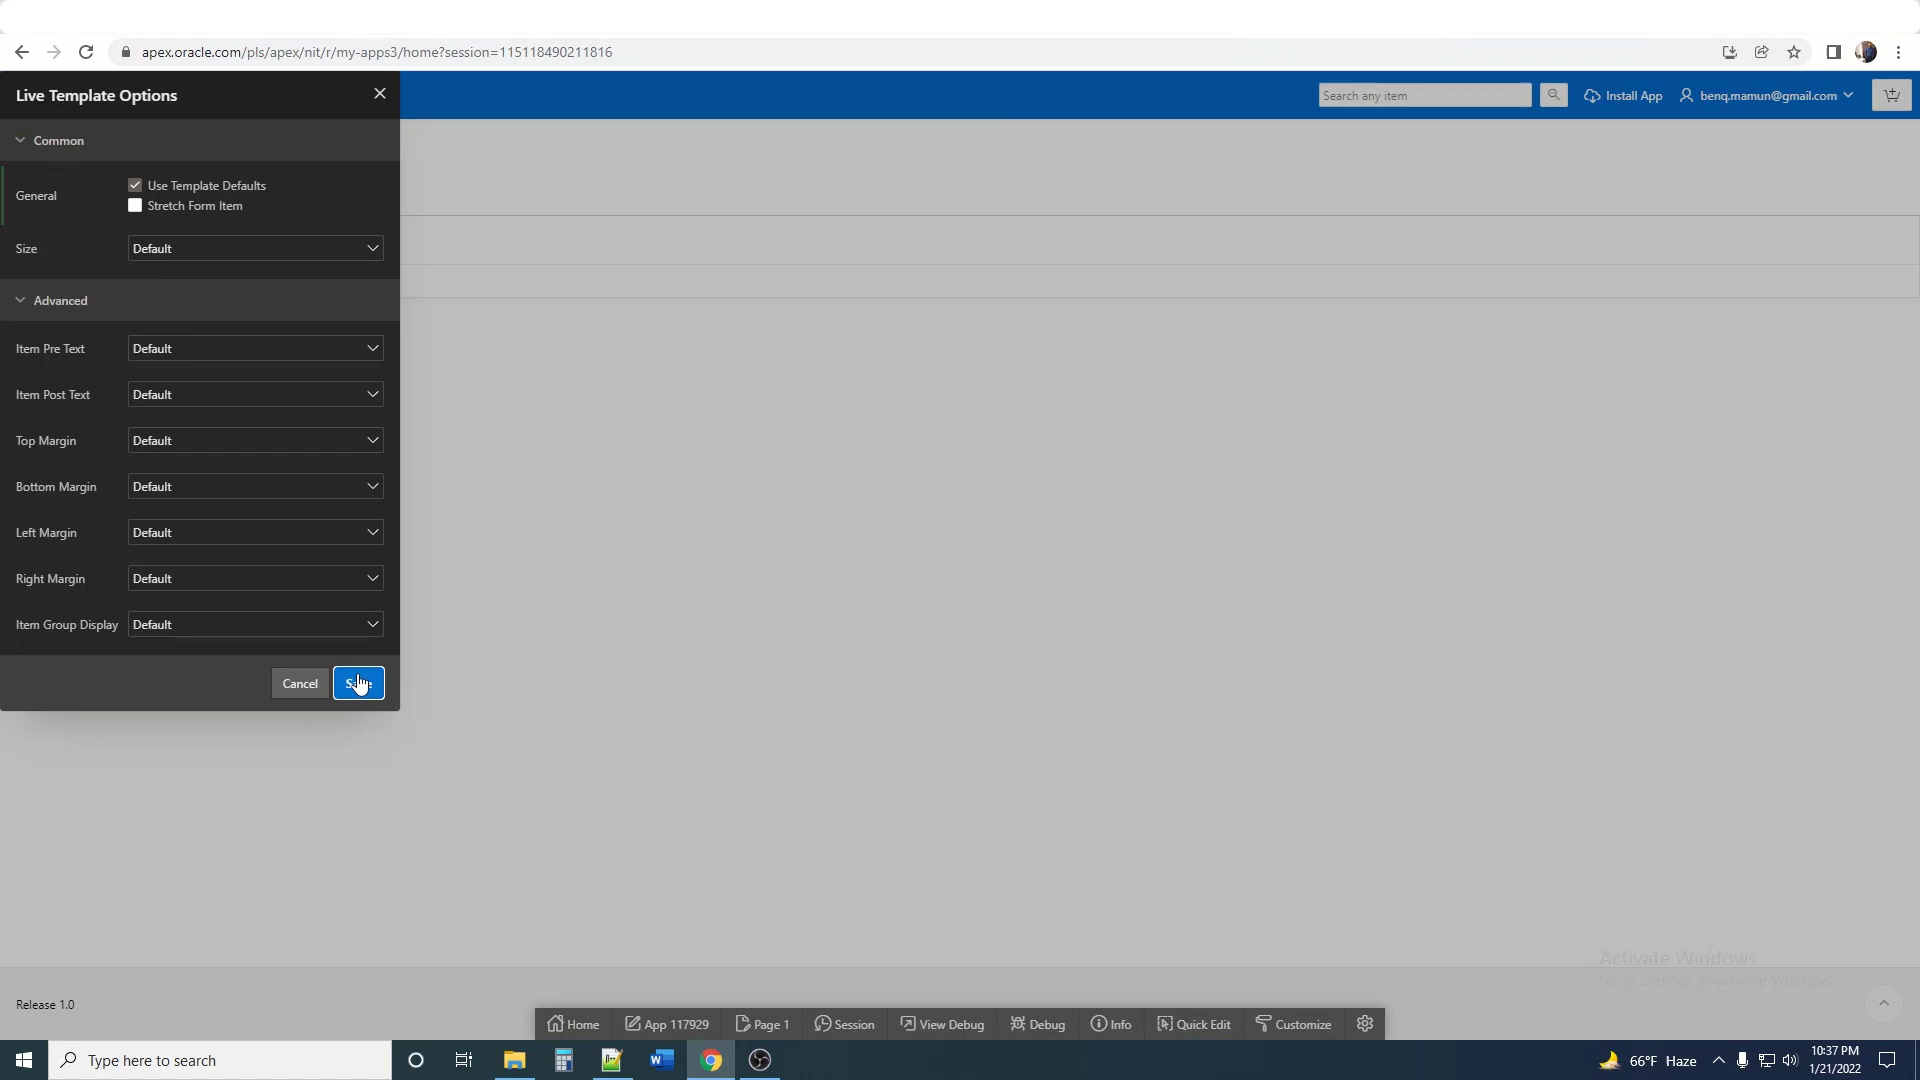 apex.oracle.com/pls/apex/nit/r/my-apps3/home?session=115118490211816
Live Template Options
Search any item
Install App
benq.mamun@gmail.com
Common
General
Use Template Defaults
Stretch Form Item
Size
Default
Advanced
Item Pre Text
Default
Item Post Text
Default
Top Margin
Default
Bottom Margin
Default
Left Margin
Default
Right Margin
Default
Item Group Display
Default
Cancel
Activate Windows
Release 1.0
Home
App 117929
Page 1
Session
View Debug
Debug
Info
Quick Edit
Customize
Type here to search
66°F Haze
10:37 PM
1/21/2022